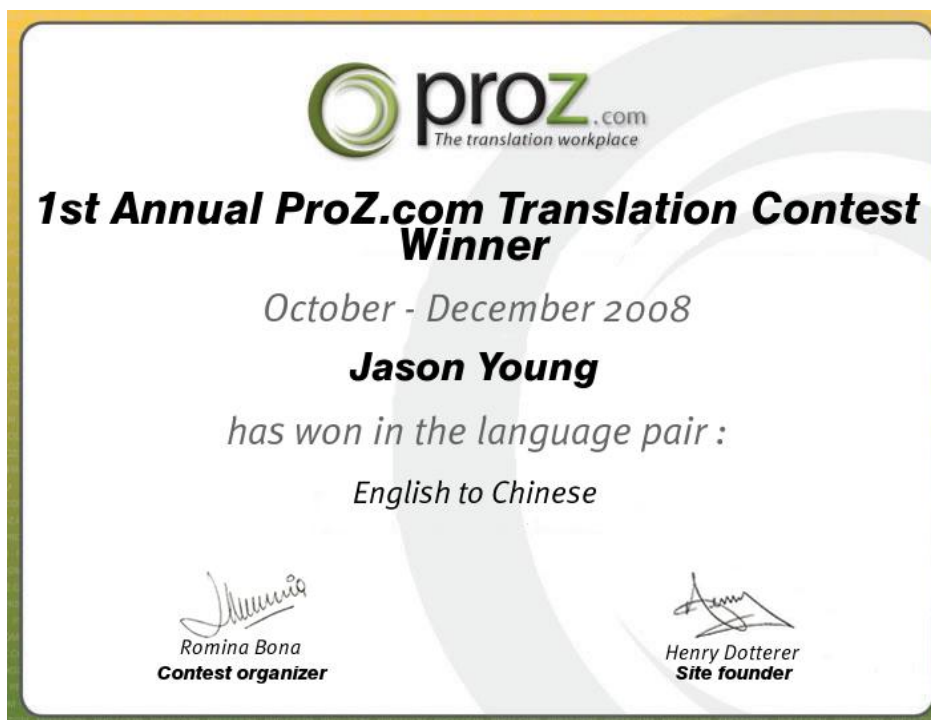 proz.com
The translation workplace
1st Annual ProZ.com Translation Contest
Winner
October - December 2008
Jason Young
has won in the language pair :
English to Chinese
Romina Bona
Contest organizer
Henry Dotterer
Site founder